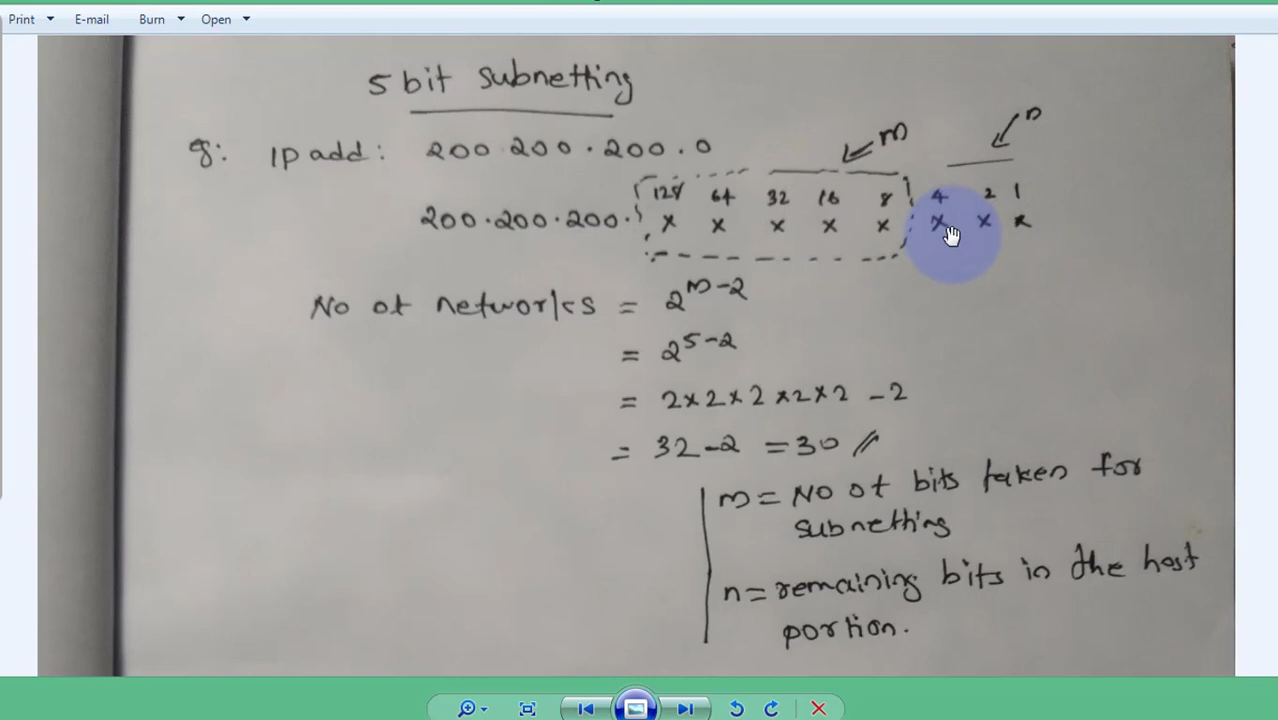 Print E-mail Burn Open
5 bit subnetting
g: IP add: 200.200.200.0
m n
128 64 32 16 8 4 2 1
200.200.200. x x x x x x x x
No of networks = 2^m-2
= 2^5-2
= 2x2x2x2x2 -2
= 32-2 = 30 //
m = No of bits taken for
subnetting
n = remaining bits in the host
portion.